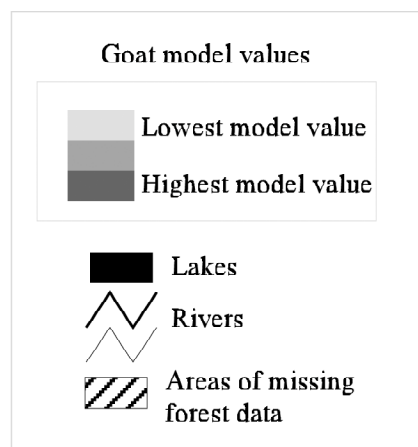 Goat model values
Lowest model value
Highest model value
Lakes
Rivers
Areas of missing
forest data